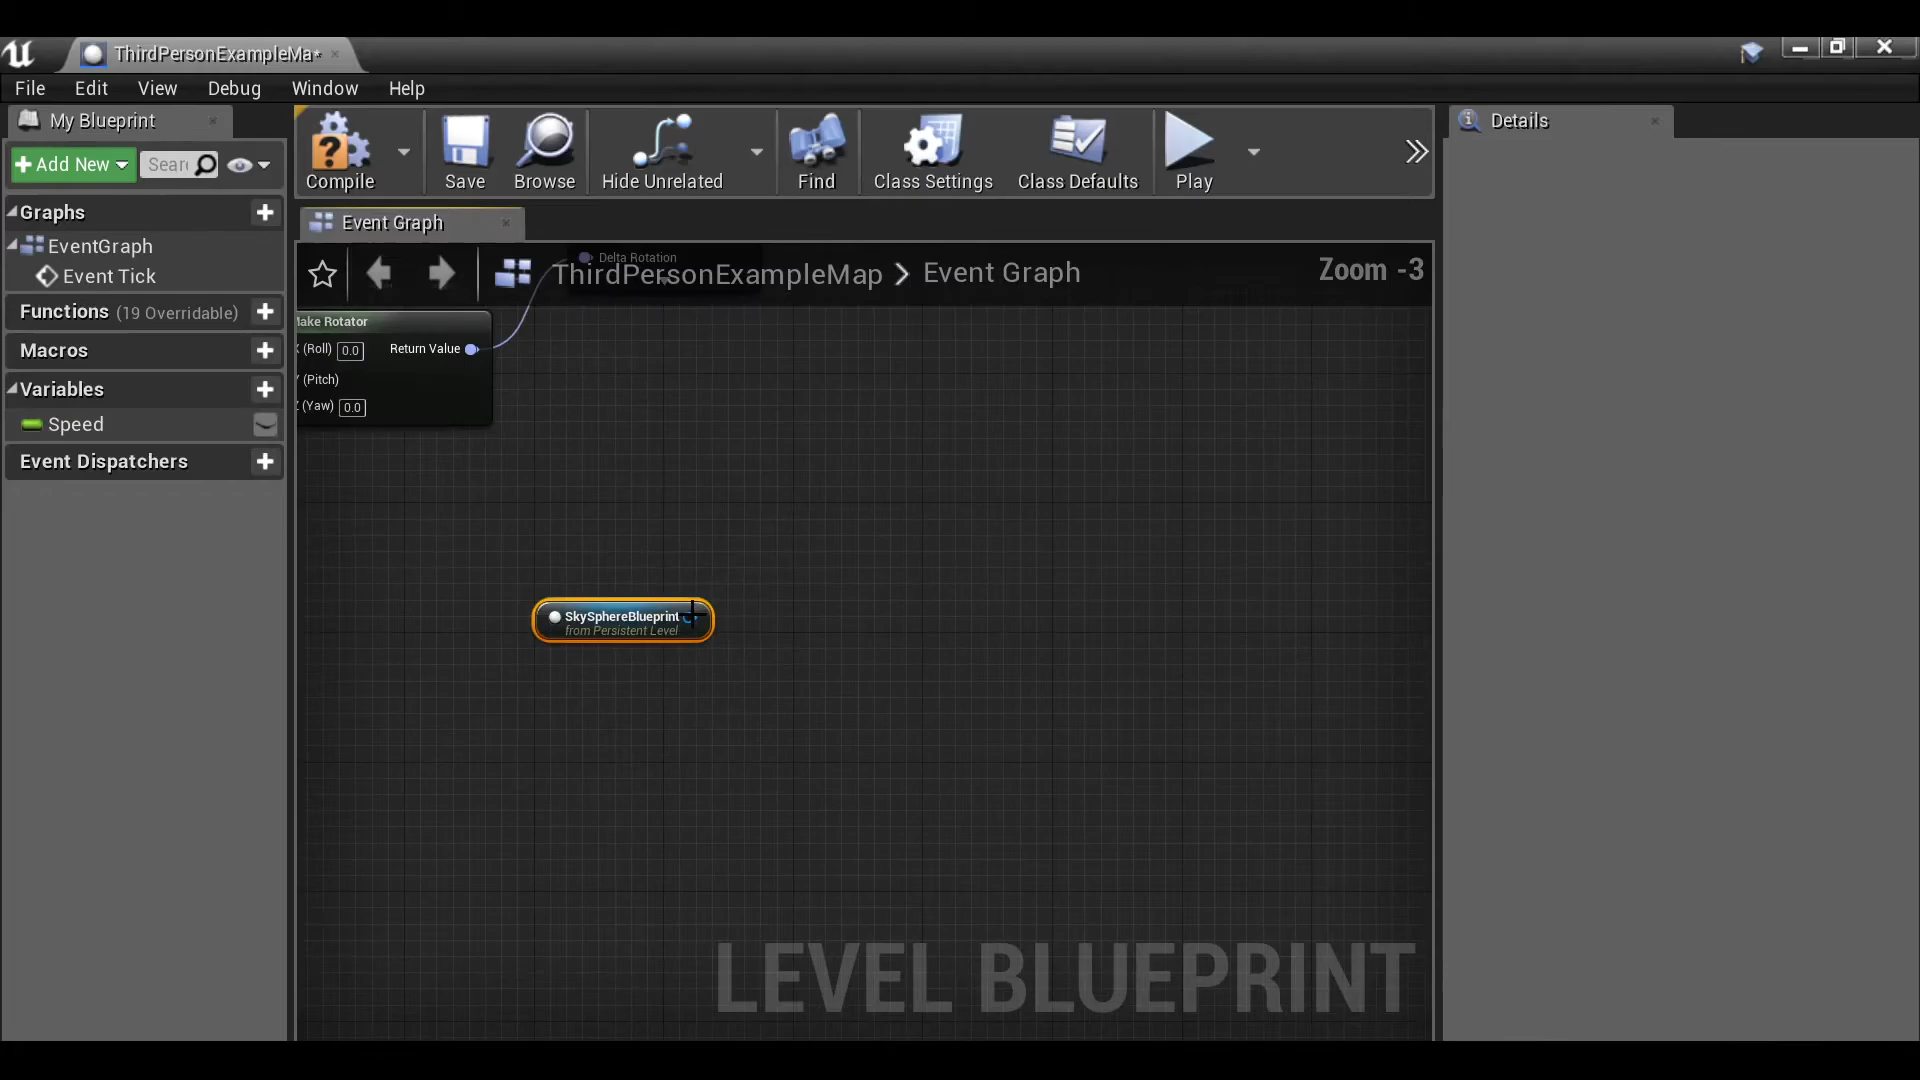 ThirdPersonExampleMa*
File Edit View Debug Window Help
My Blueprint
Add New
Sear
Graphs
EventGraph
Event Tick
Functions (19 Overridable)
Macros
Variables
Speed
Event Dispatchers
Compile Save Browse Hide Unrelated Find Class Settings Class Defaults Play
Details
Event Graph
Delta Rotation
ThirdPersonExampleMap > Event Graph
Zoom -3
Make Rotator
X (Roll) 0.0 Return Value
Y (Pitch)
Z (Yaw) 0.0
SkySphereBlueprint
from Persistent Level
LEVEL BLUEPRINT